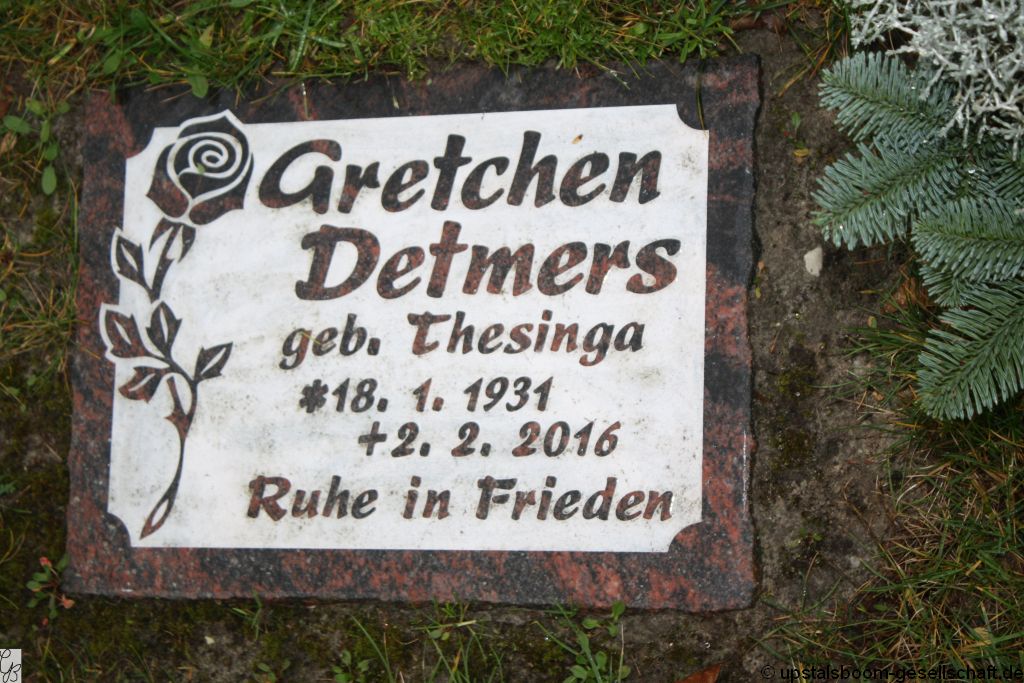 Gretchen
Detmers
geb. Thesinga
*18. 1. 1931
+2. 2. 2016
Ruhe in Frieden
© upstalsboom-gesellschaft.de